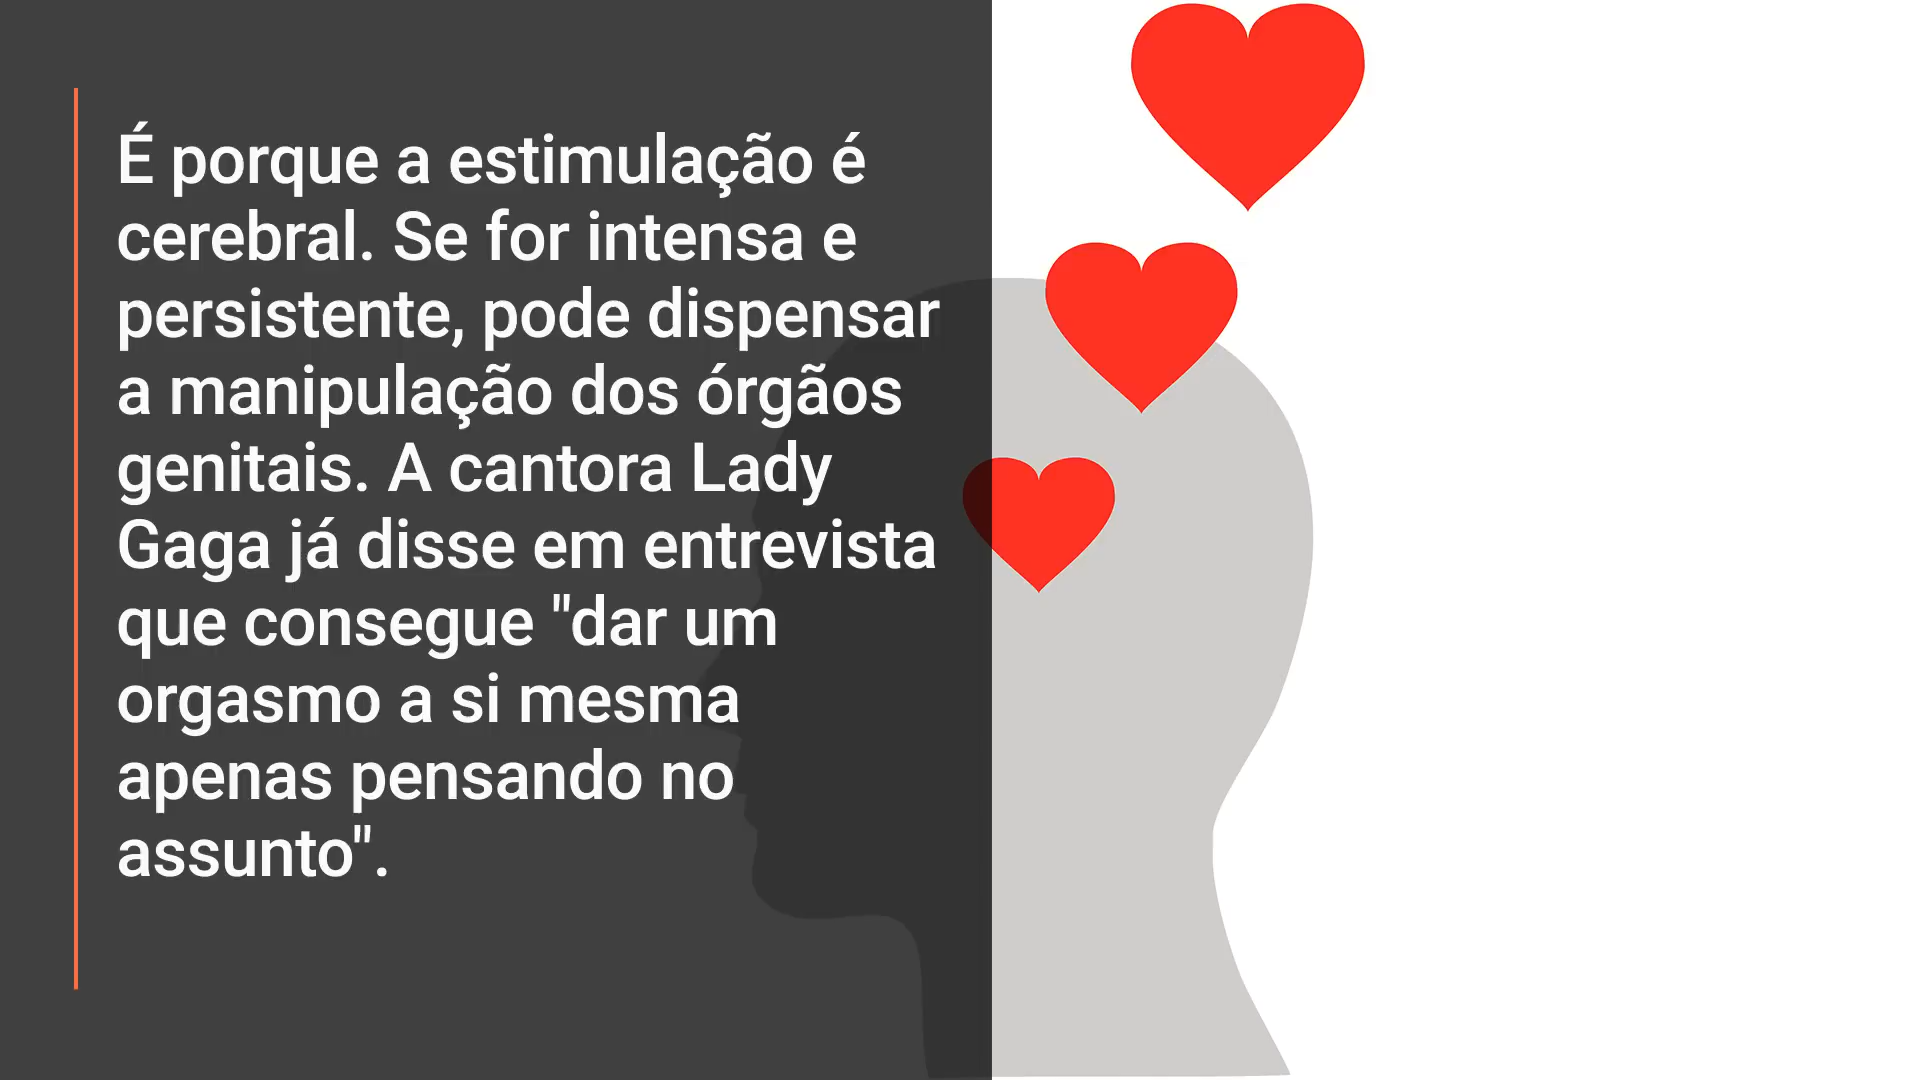 É porque a estimulação é
cerebral. Se for intensa e
persistente, pode dispensar
a manipulação dos órgãos
genitais. A cantora Lady
Gaga já disse em entrevista
que consegue "dar um
orgasmo a si mesma
apenas pensando no
assunto".